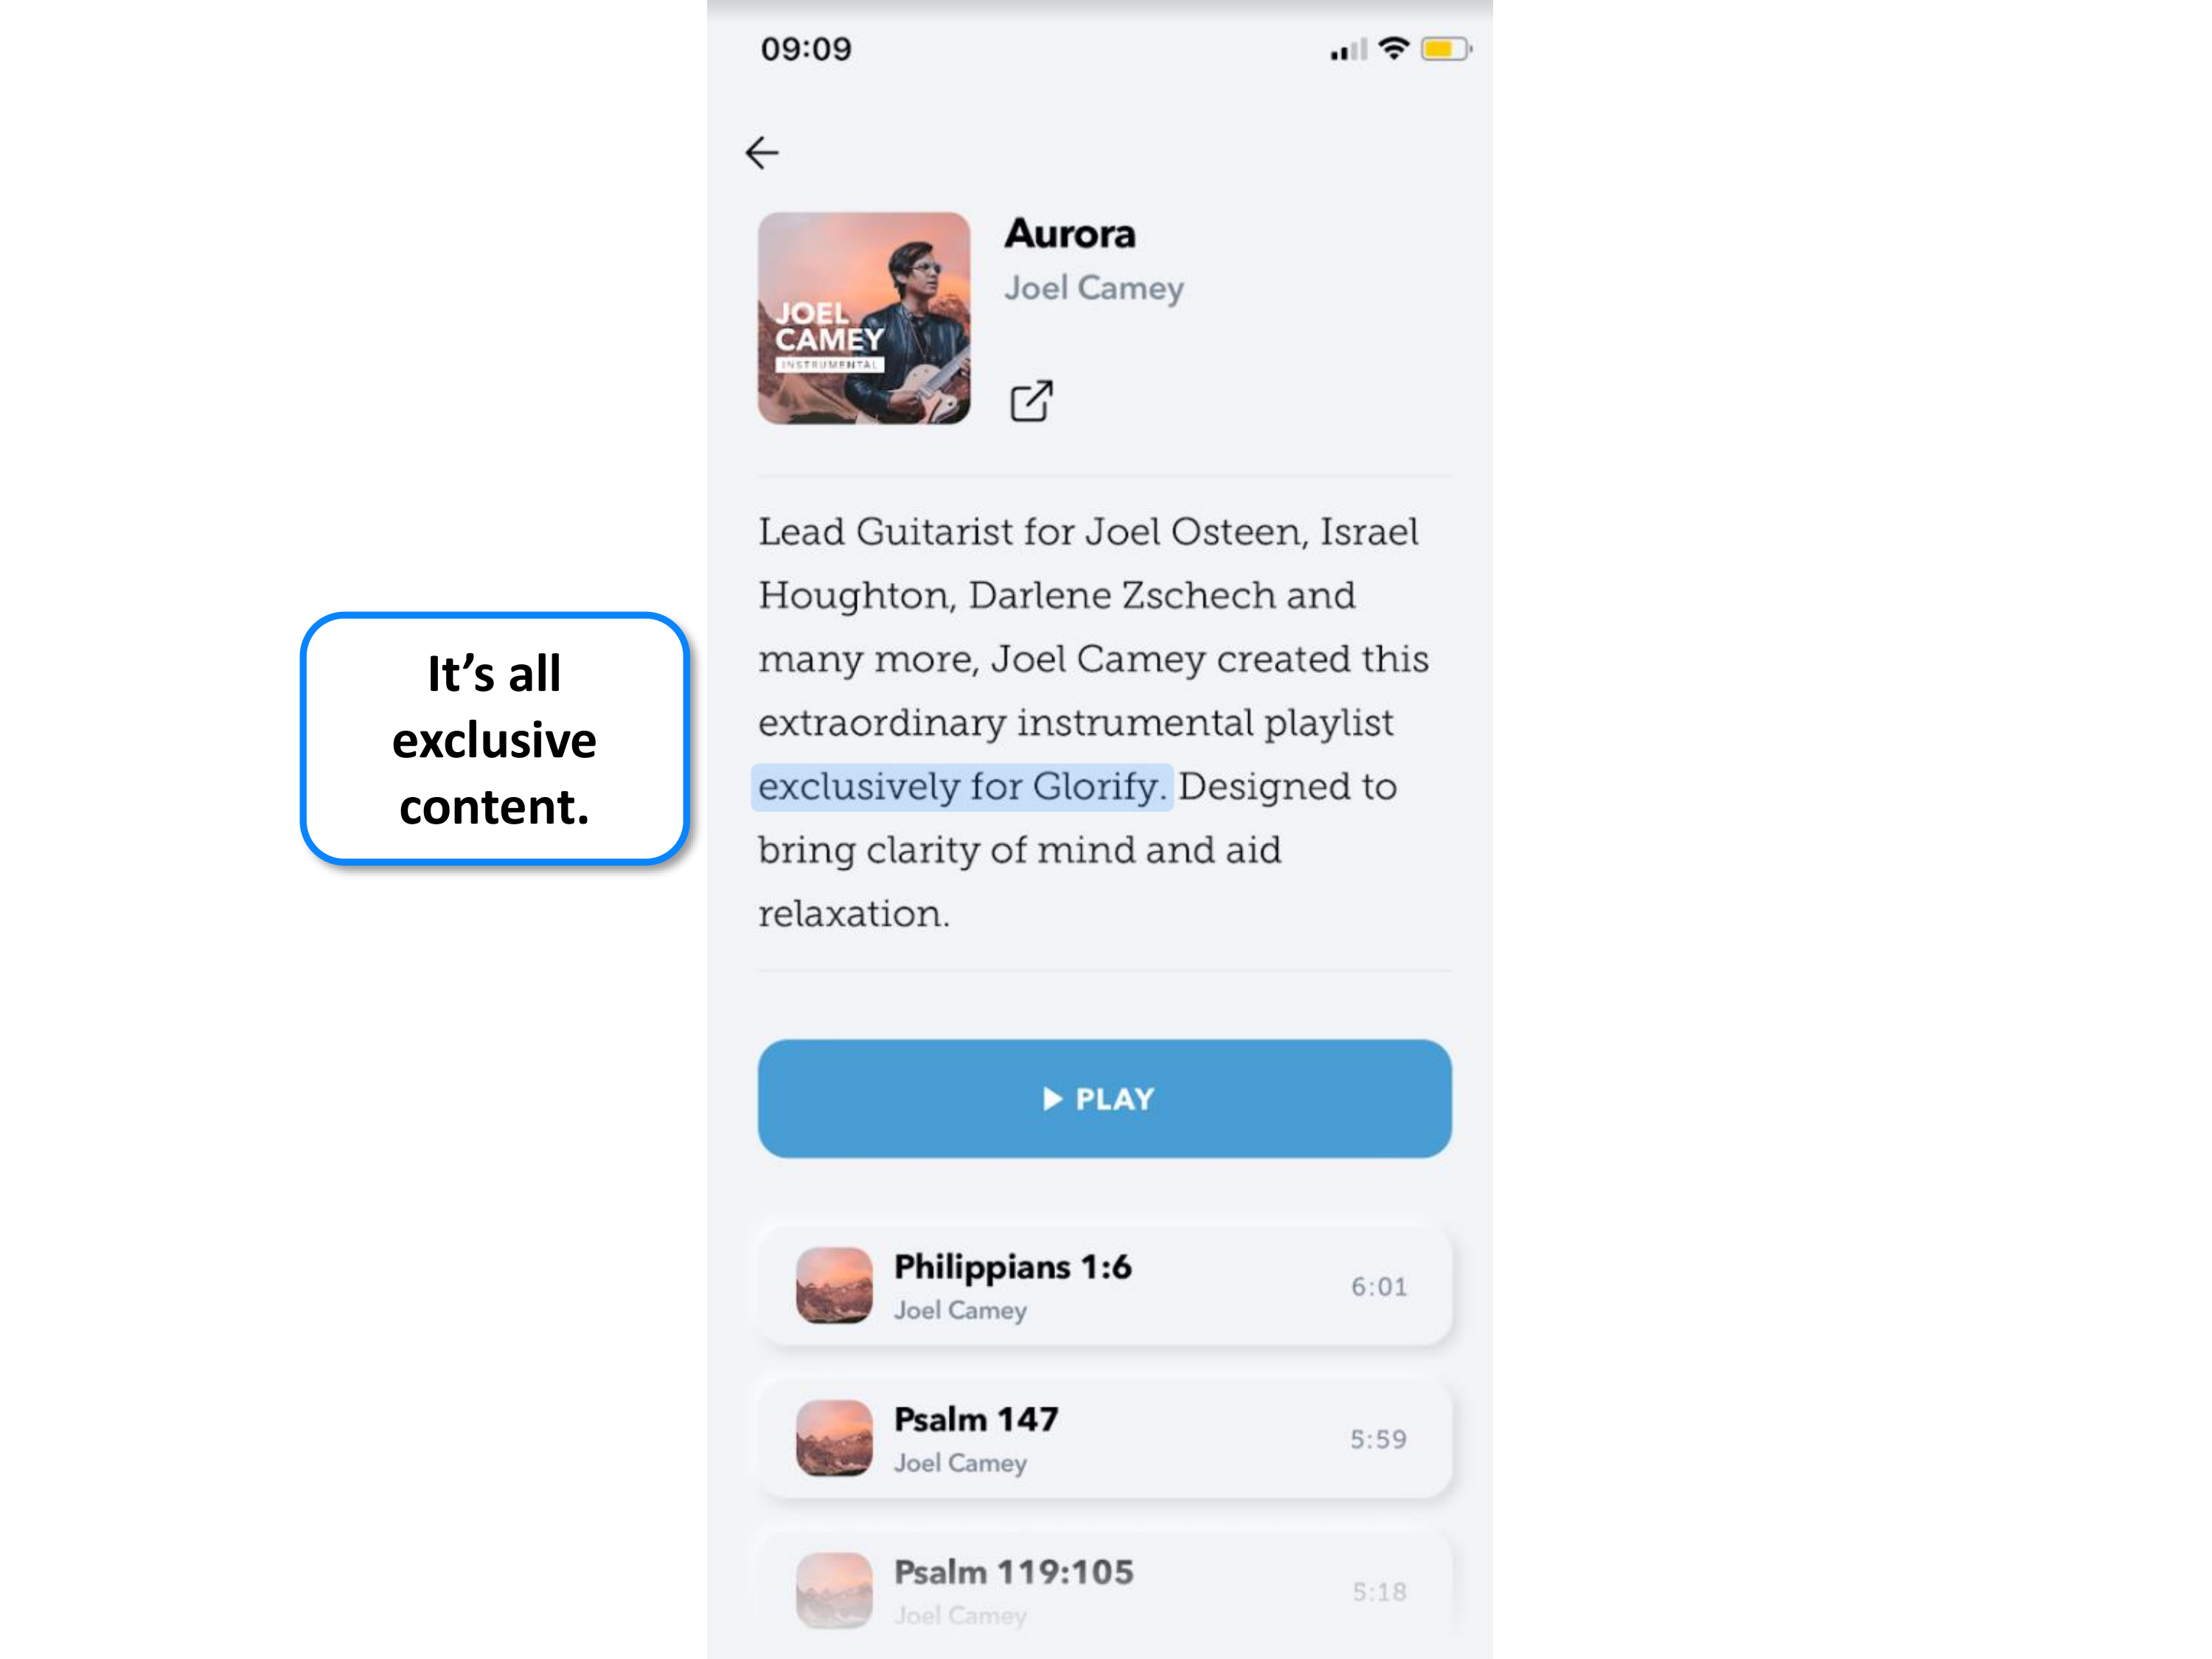 09:09
Aurora
Joel Camey
JOEL
CAMEY
INSTRUMENTAL
Lead Guitarist for Joel Osteen, Israel
Houghton, Darlene Zschech and
many more, Joel Camey created this
extraordinary instrumental playlist
exclusively for Glorify. Designed to
bring clarity of mind and aid
relaxation.
It’s all
exclusive
content.
PLAY
Philippians 1:6
Joel Camey
6:01
Psalm 147
Joel Camey
5:59
Psalm 119:105
Joel Camey
5:18